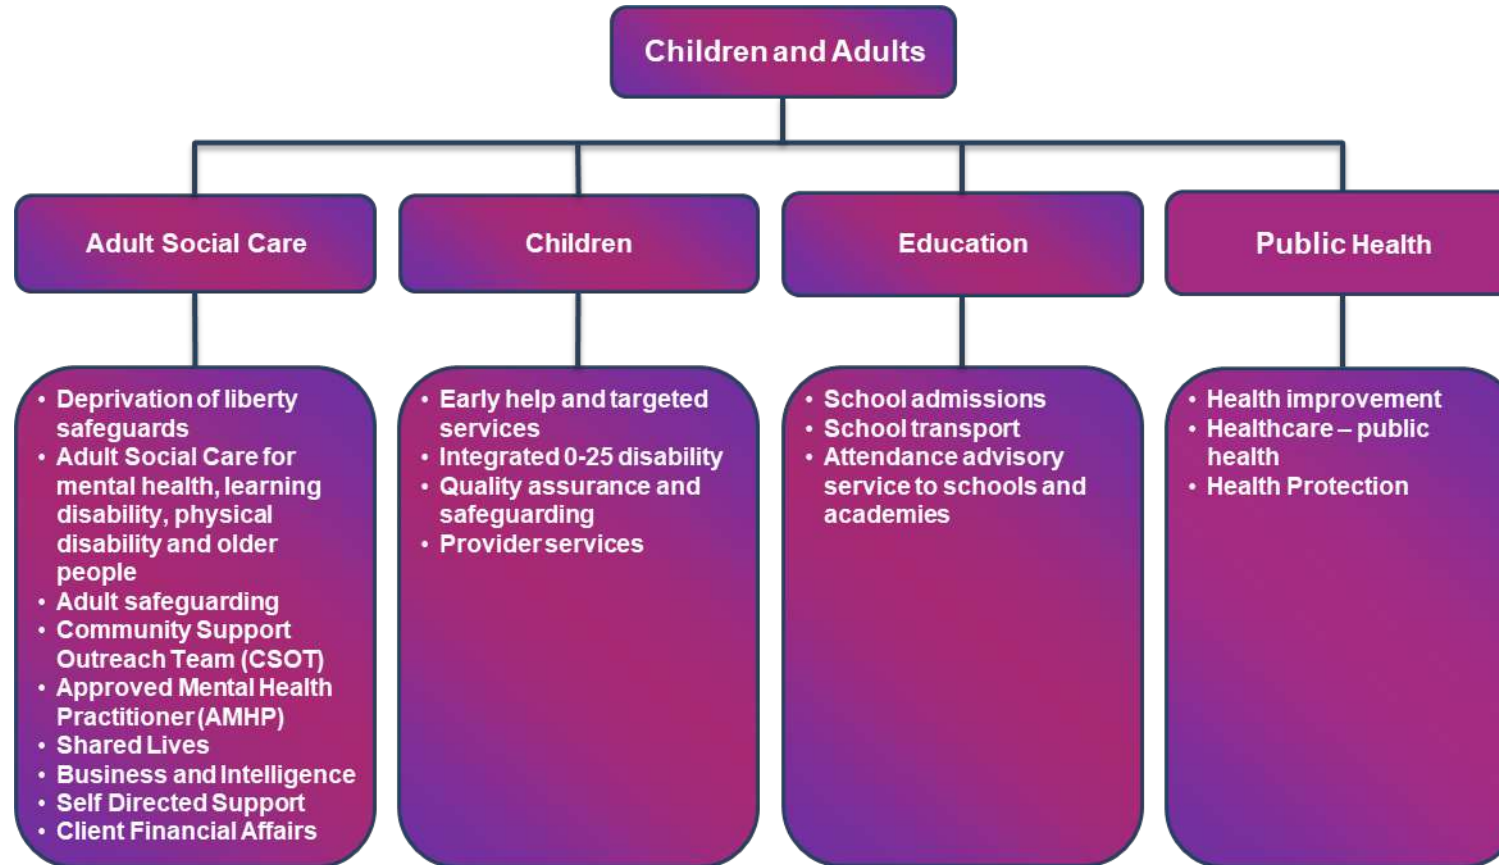 Children and Adults
Adult Social Care
Children
Education
Public Health
• Deprivation of liberty
safeguards
• Adult Social Care for
mental health, learning
disability, physical
disability and older
people
• Adult safeguarding
• Community Support
Outreach Team (CSOT)
• Approved Mental Health
Practitioner (AMHP)
• Shared Lives
• Business and Intelligence
• Self Directed Support
• Client Financial Affairs
• Early help and targeted
services
• Integrated 0-25 disability
• Quality assurance and
safeguarding
• Provider services
• School admissions
• School transport
• Attendance advisory
service to schools and
academies
• Health improvement
• Healthcare – public
health
• Health Protection